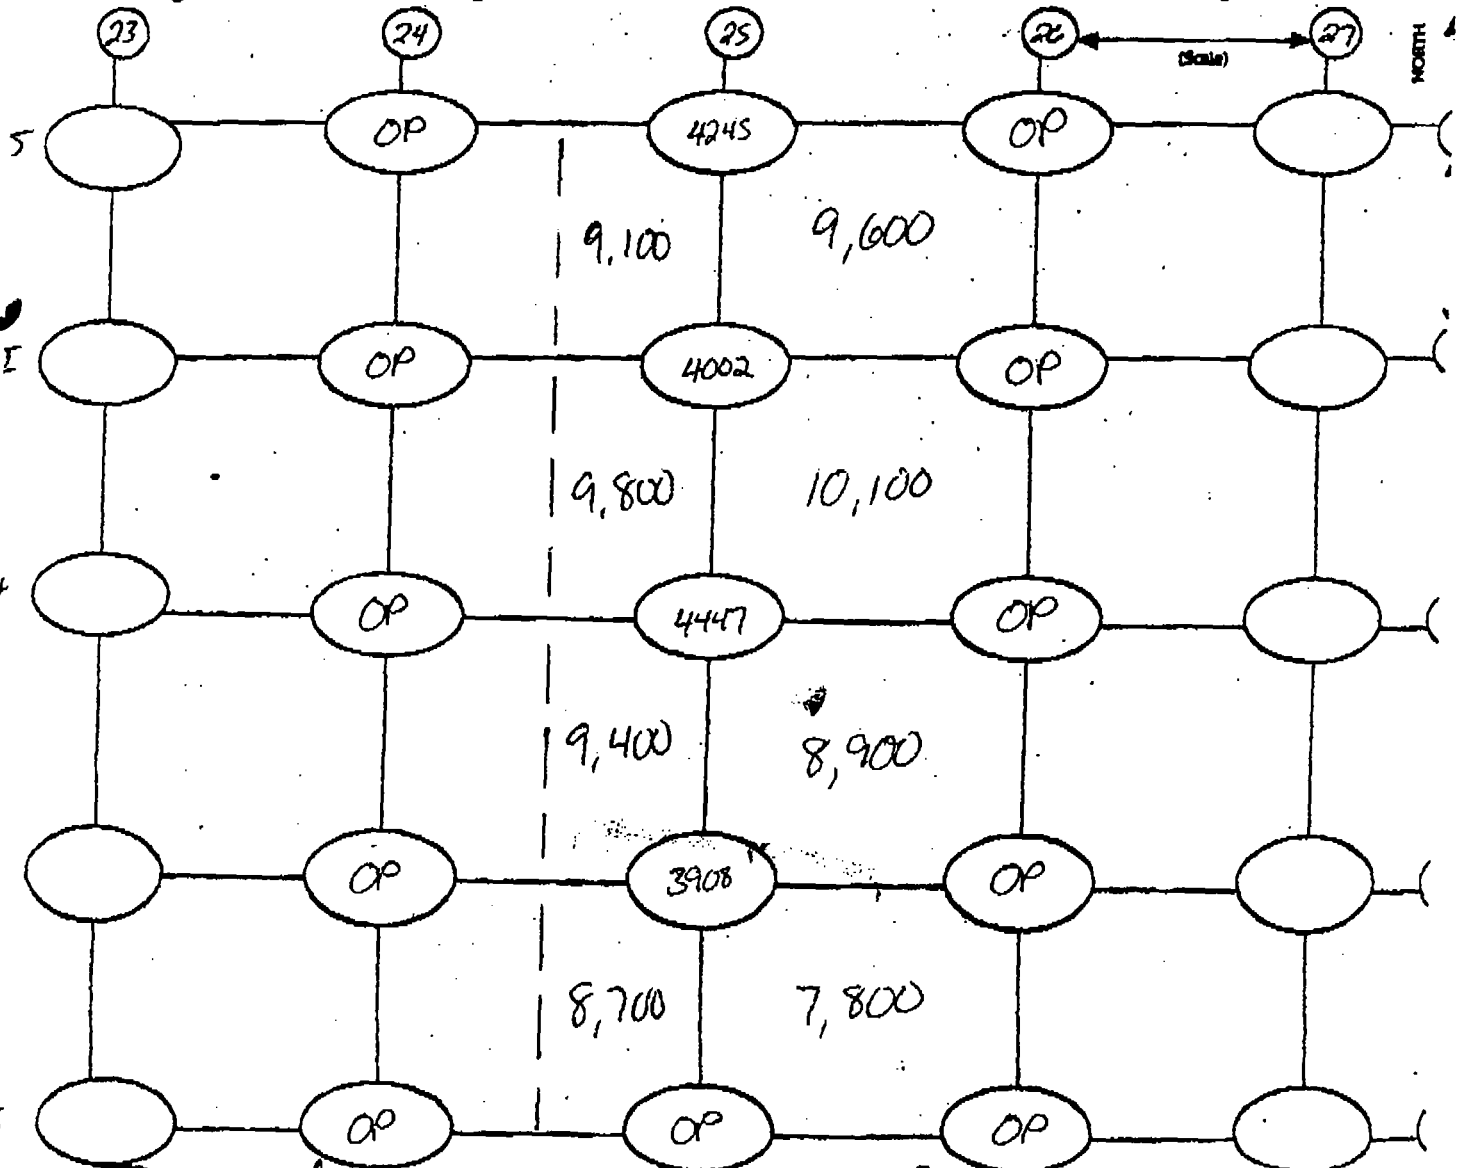 23 24 25 26 27
(Scale)
NORTH
OP 4245 OP
9,100 9,600
OP 4002 OP
9,800 10,100
OP 4447 OP
9,400 8,900
OP 3908 OP
8,700 7,800
OP OP OP